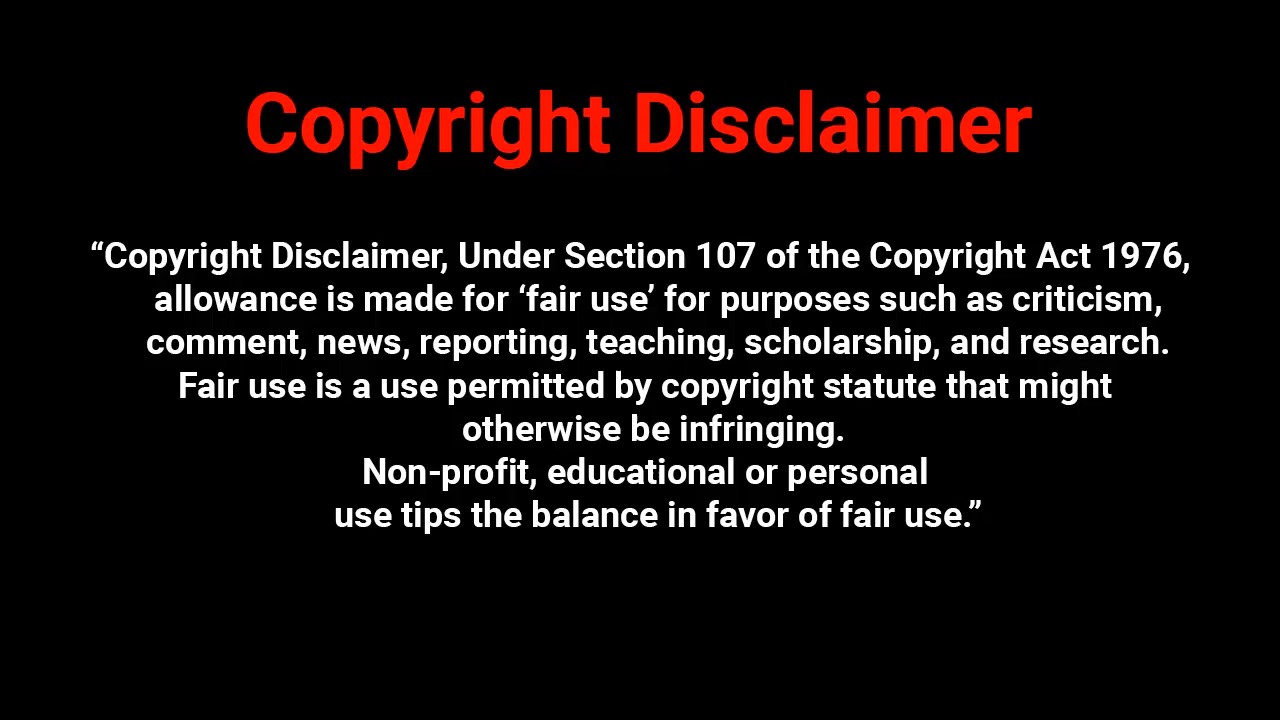 Copyright Disclaimer
“Copyright Disclaimer, Under Section 107 of the Copyright Act 1976,
allowance is made for ‘fair use’ for purposes such as criticism,
comment, news, reporting, teaching, scholarship, and research.
Fair use is a use permitted by copyright statute that might
otherwise be infringing.
Non-profit, educational or personal
use tips the balance in favor of fair use.”